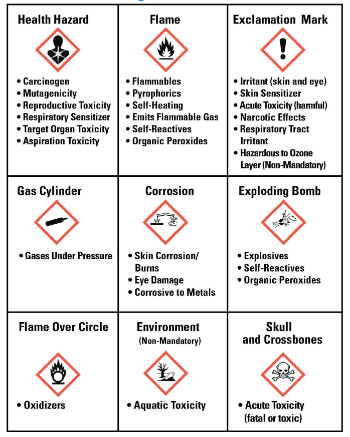 Health Hazard
• Carcinogen
• Mutagenicity
• Reproductive Toxicity
• Respiratory Sensitizer
• Target Organ Toxicity
• Aspiration Toxicity
Flame
• Flammables
• Pyrophorics
• Self-Heating
• Emits Flammable Gas
• Self-Reactives
• Organic Peroxides
Exclamation Mark
• Irritant (skin and eye)
• Skin Sensitizer
• Acute Toxicity (harmful)
• Narcotic Effects
• Respiratory Tract
Irritant
• Hazardous to Ozone
Layer (Non-Mandatory)
Gas Cylinder
• Gases Under Pressure
Corrosion
• Skin Corrosion/
Burns
• Eye Damage
• Corrosive to Metals
Exploding Bomb
• Explosives
• Self-Reactives
• Organic Peroxides
Flame Over Circle
• Oxidizers
Environment
(Non-Mandatory)
• Aquatic Toxicity
Skull
and Crossbones
• Acute Toxicity
(fatal or toxic)